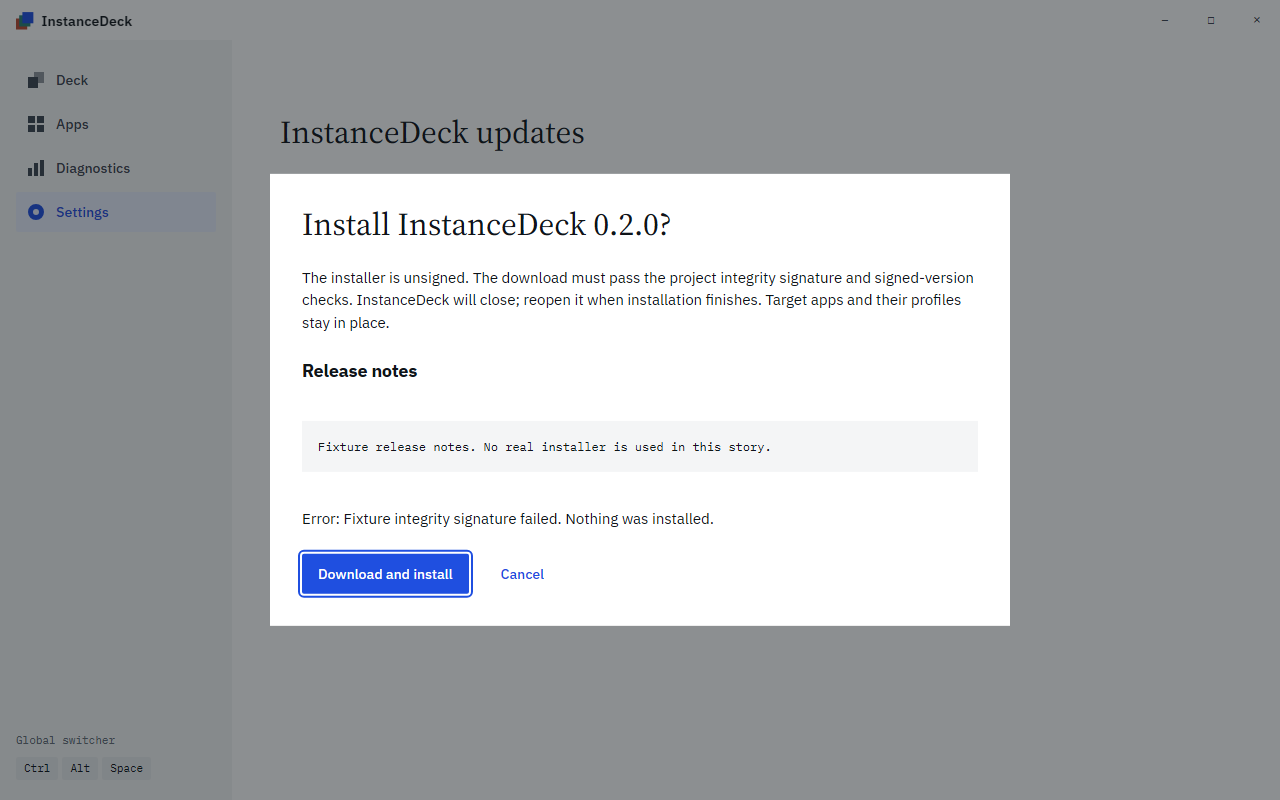 InstanceDeck
Deck
Apps
Diagnostics
Settings
InstanceDeck updates
Install InstanceDeck 0.2.0?
The installer is unsigned. The download must pass the project integrity signature and signed-version
checks. InstanceDeck will close; reopen it when installation finishes. Target apps and their profiles
stay in place.
Release notes
Fixture release notes. No real installer is used in this story.
Error: Fixture integrity signature failed. Nothing was installed.
Download and install Cancel
Global switcher
Ctrl Alt Space